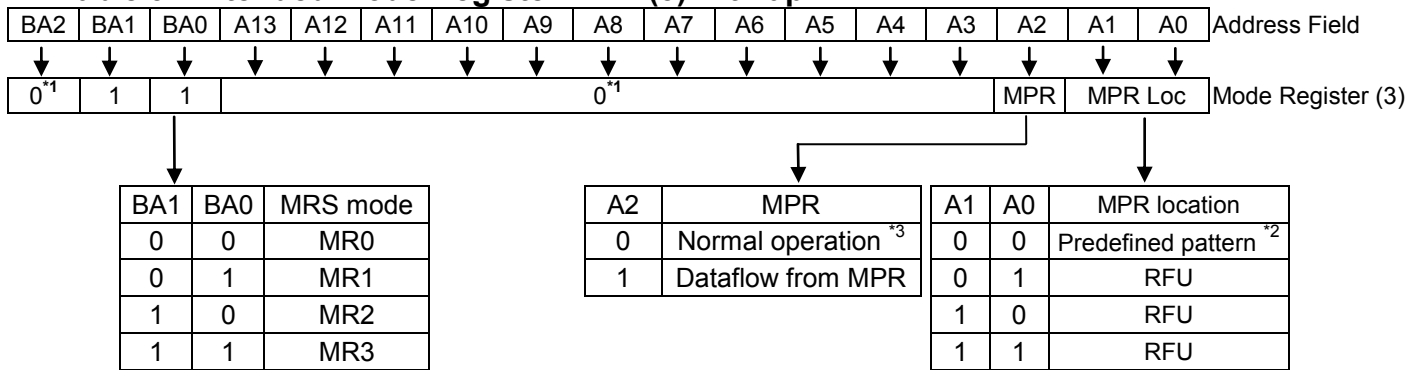 BA2 BA1 BA0 A13 A12 A11 A10 A9 A8 A7 A6 A5 A4 A3 A2 A1 A0 Address Field
0*1 1 1 0*1 MPR MPR Loc Mode Register (3)
BA1 BA0 MRS mode
0 0 MR0
0 1 MR1
1 0 MR2
1 1 MR3
A2 MPR
0 Normal operation *3
1 Dataflow from MPR
A1 A0 MPR location
0 0 Predefined pattern *2
0 1 RFU
1 0 RFU
1 1 RFU